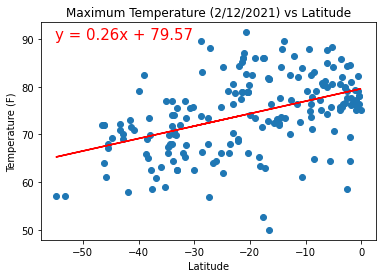 Maximum Temperature (2/12/2021) vs Latitude
y = 0.26x + 79.57
90
80
70
60
50
Temperature (F)
−50 −40 −30 −20 −10 0
Latitude